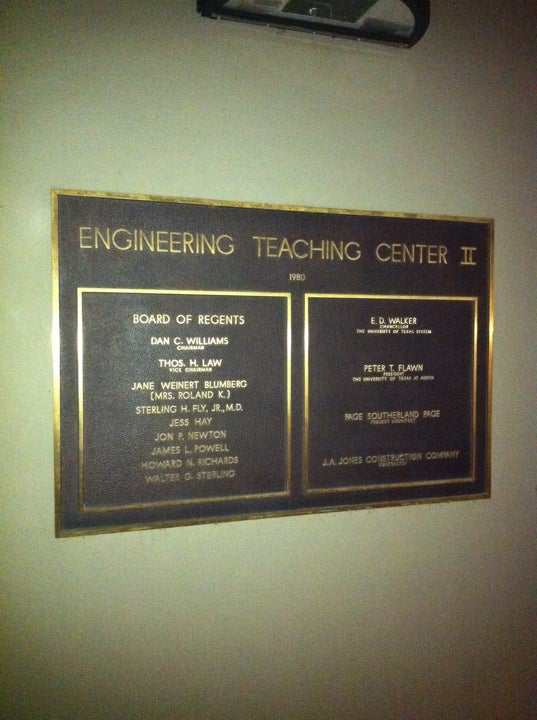 ENGINEERING TEACHING CENTER II
1980
BOARD OF REGENTS
DAN C. WILLIAMS
CHAIRMAN
THOS. H. LAW
VICE CHAIRMAN
JANE WEINERT BLUMBERG
(MRS. ROLAND K.)
STERLING H. FLY, JR., M.D.
JESS HAY
JON P. NEWTON
JAMES L. POWELL
HOWARD N. RICHARDS
WALTER G. STERLING
E. D. WALKER
CHANCELLOR
THE UNIVERSITY OF TEXAS SYSTEM
PETER T. FLAWN
PRESIDENT
THE UNIVERSITY OF TEXAS AT AUSTIN
PAGE SOUTHERLAND PAGE
PROJECT ARCHITECT
J. A. JONES CONSTRUCTION COMPANY
CONTRACTOR